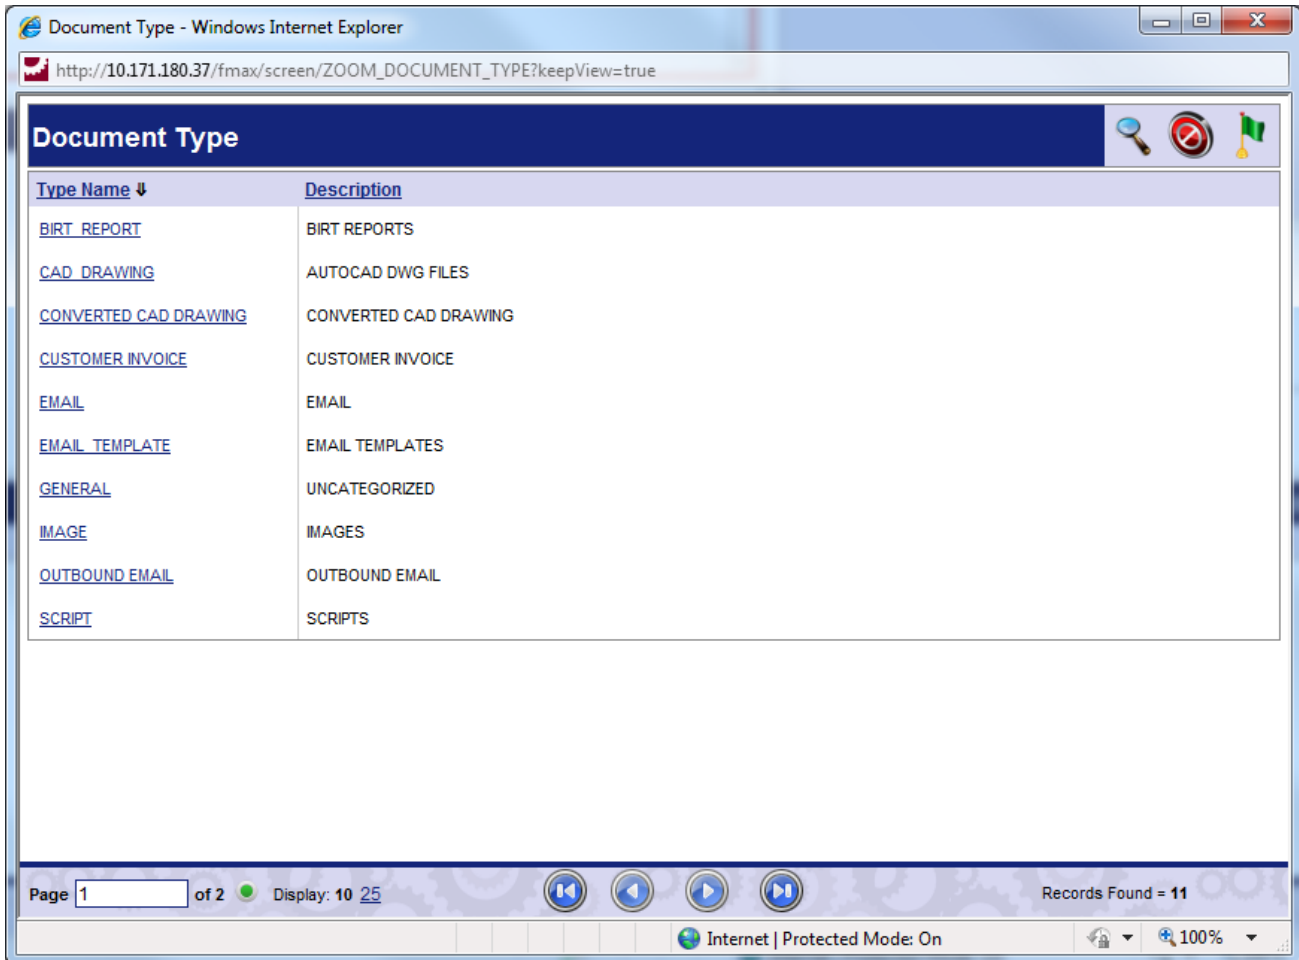 Document Type - Windows Internet Explorer
http://10.171.180.37/fmax/screen/ZOOM_DOCUMENT_TYPE?keepView=true
Document Type
Type Name ⇓ Description
BIRT_REPORT BIRT REPORTS
CAD_DRAWING AUTOCAD DWG FILES
CONVERTED CAD DRAWING CONVERTED CAD DRAWING
CUSTOMER INVOICE CUSTOMER INVOICE
EMAIL EMAIL
EMAIL_TEMPLATE EMAIL TEMPLATES
GENERAL UNCATEGORIZED
IMAGE IMAGES
OUTBOUND EMAIL OUTBOUND EMAIL
SCRIPT SCRIPTS
Page 1 of 2 Display: 10 25 Records Found = 11
Internet | Protected Mode: On 100%